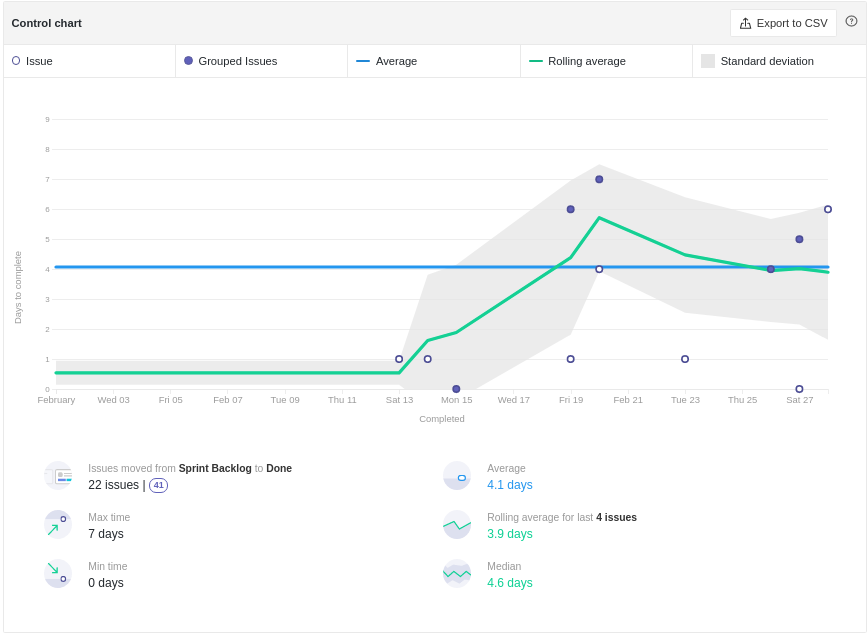 Control chart
Export to CSV
?
Issue
Grouped Issues
Average
Rolling average
Standard deviation
9
8
7
6
5
4
3
2
1
0
Days to complete
February
Wed 03
Fri 05
Feb 07
Tue 09
Thu 11
Sat 13
Mon 15
Wed 17
Fri 19
Feb 21
Tue 23
Thu 25
Sat 27
Completed
Issues moved from Sprint Backlog to Done
22 issues | 41
Average
4.1 days
Max time
7 days
Rolling average for last 4 issues
3.9 days
Min time
0 days
Median
4.6 days